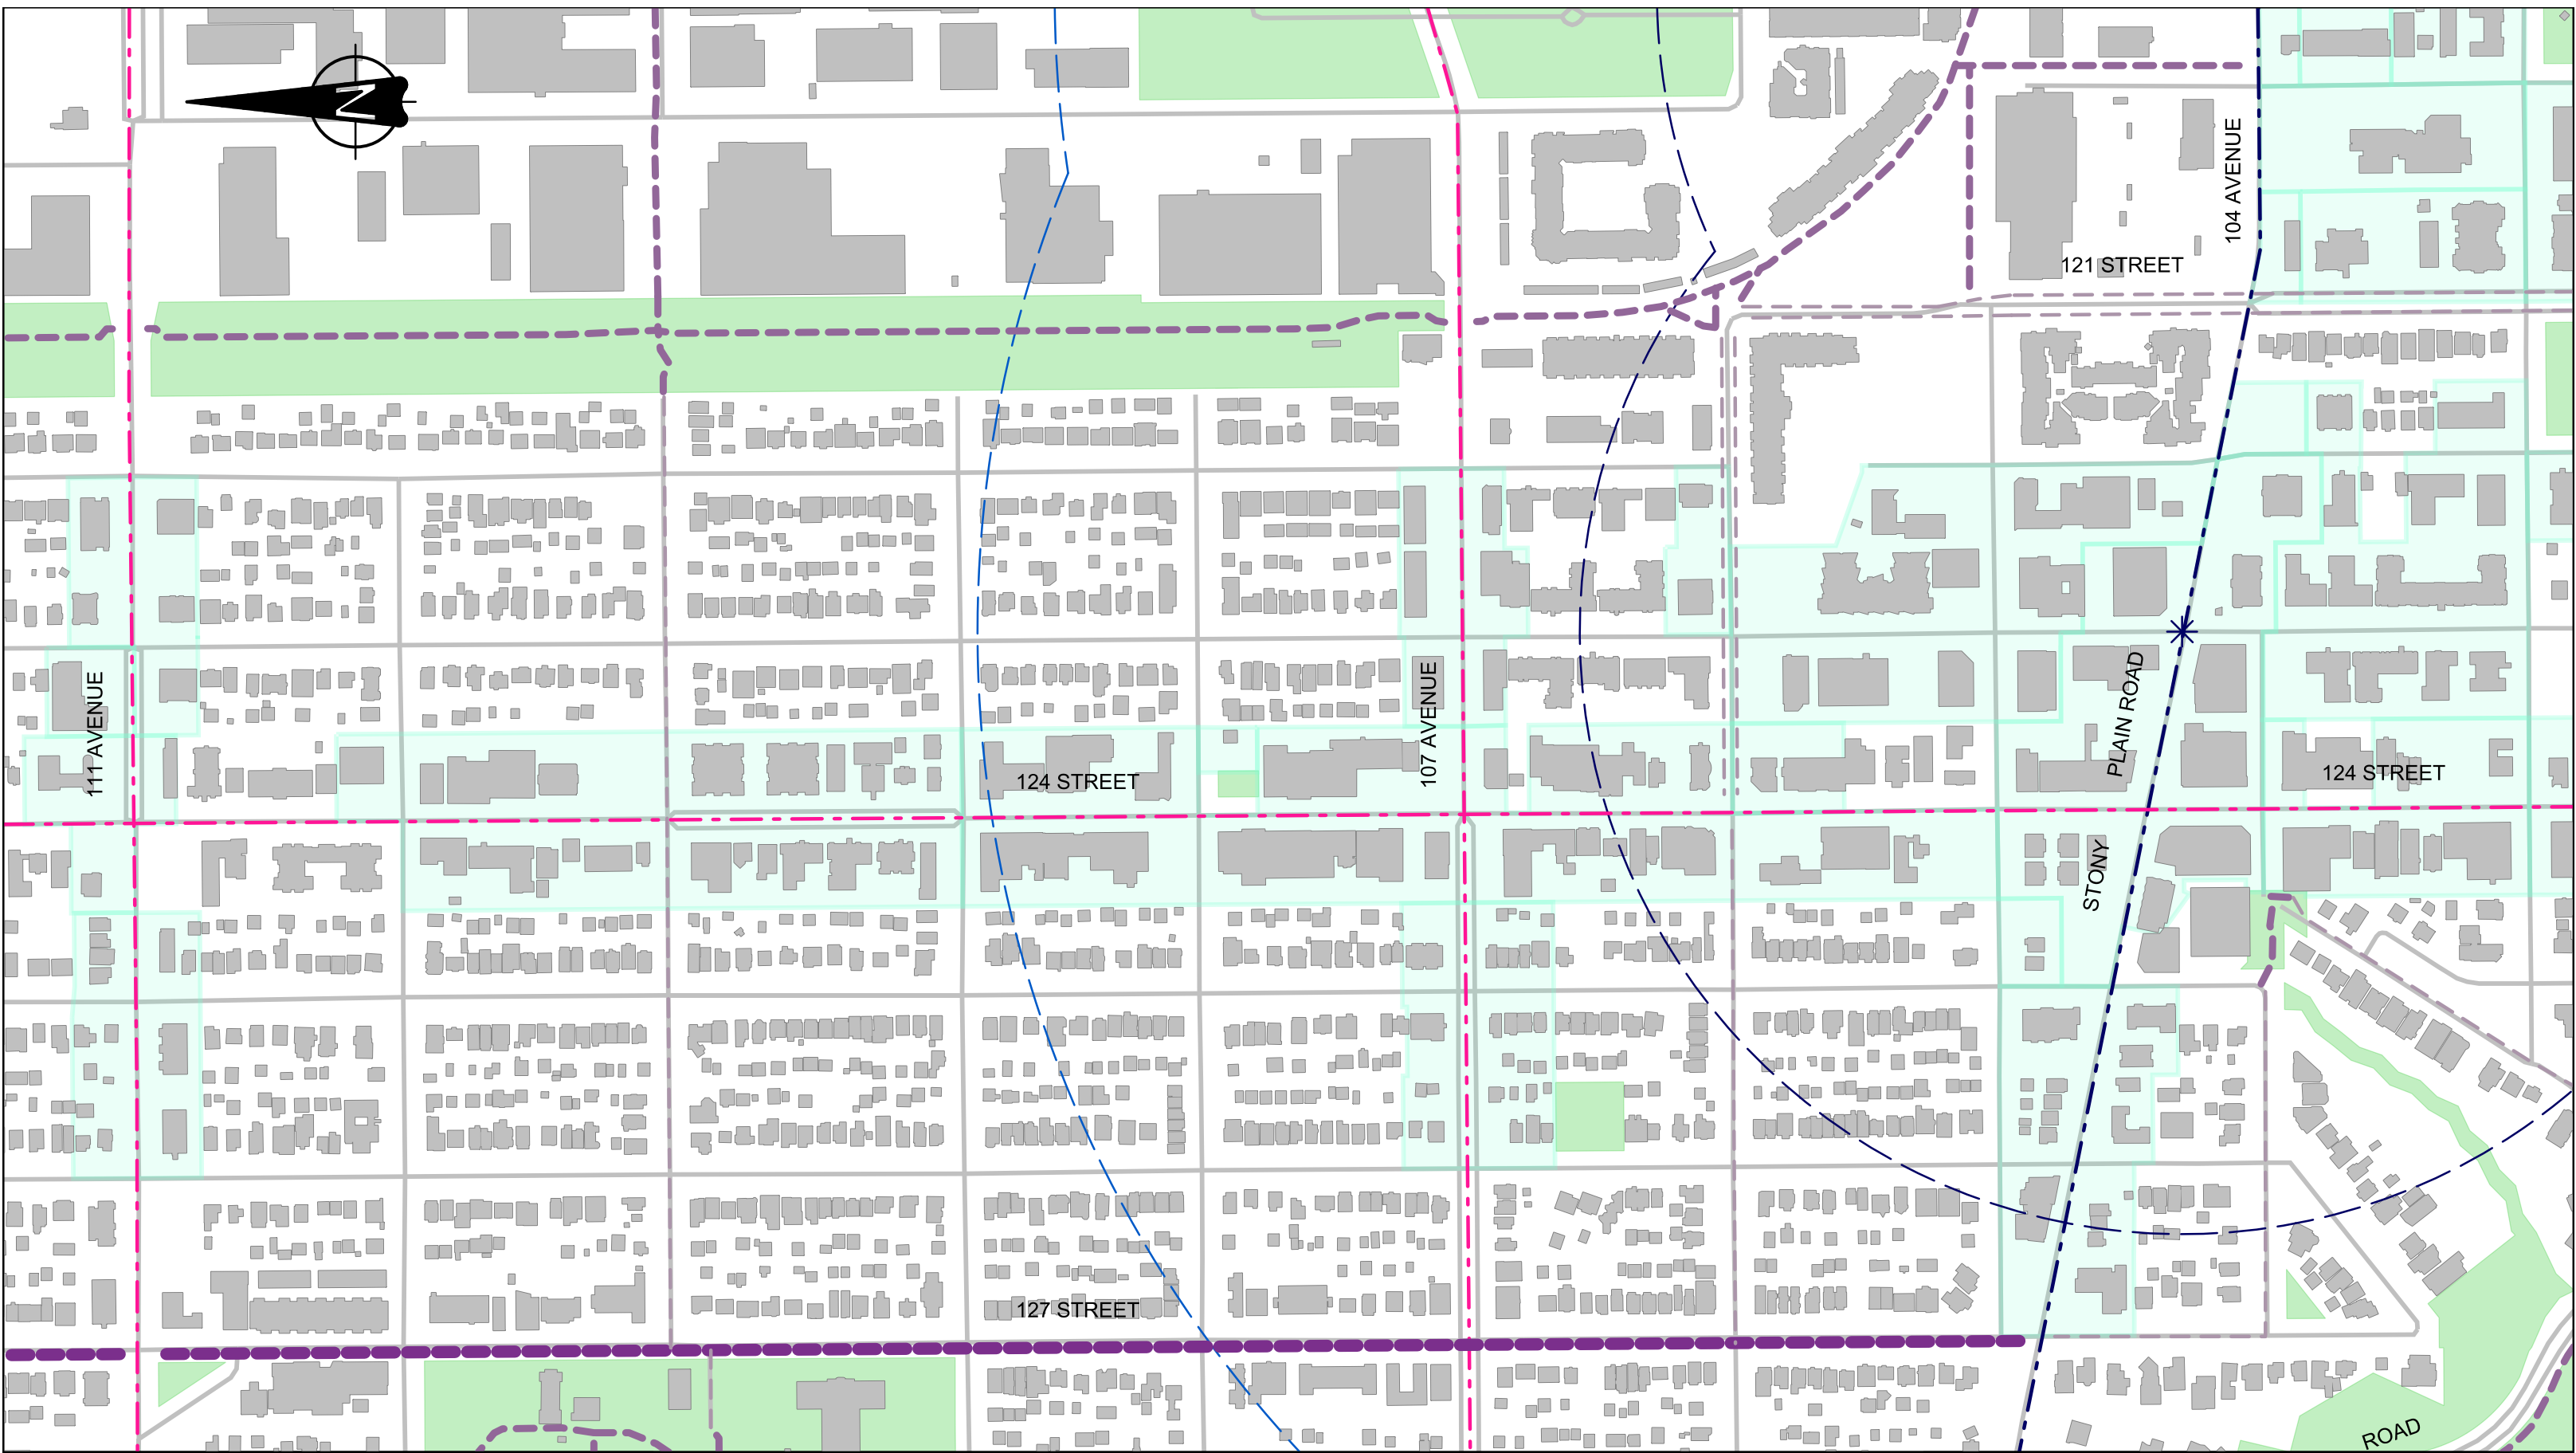 N
104 AVENUE
121 STREET
111 AVENUE
107 AVENUE
PLAIN ROAD
124 STREET
124 STREET
STONY
127 STREET
ROAD